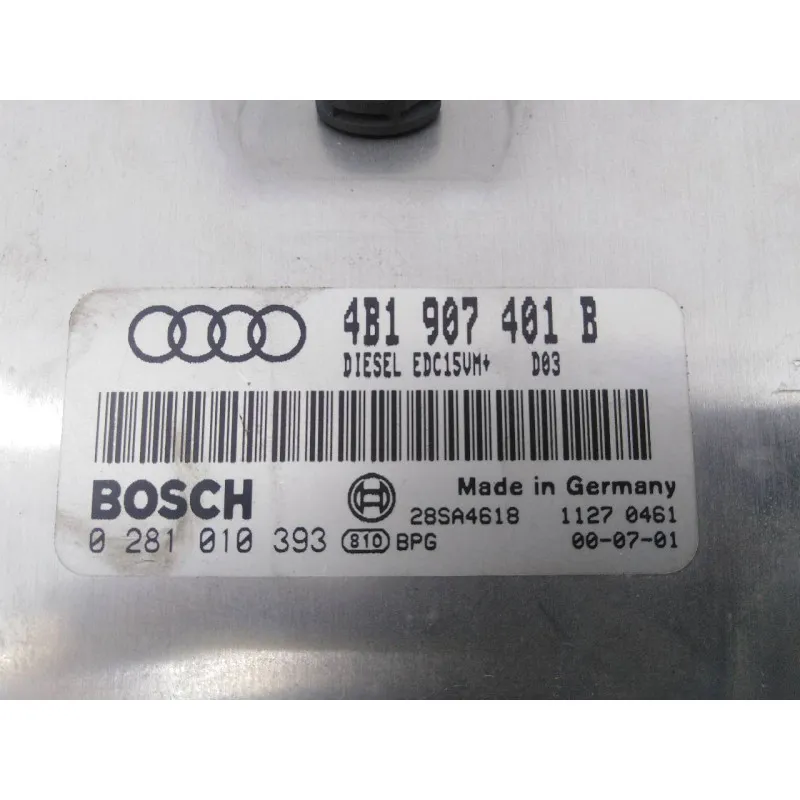 4B1 907 401 B
DIESEL EDC15VM+ D03
BOSCH Made in Germany
28SA4618 1127 0461
0 281 010 393 810 BPG 00-07-01